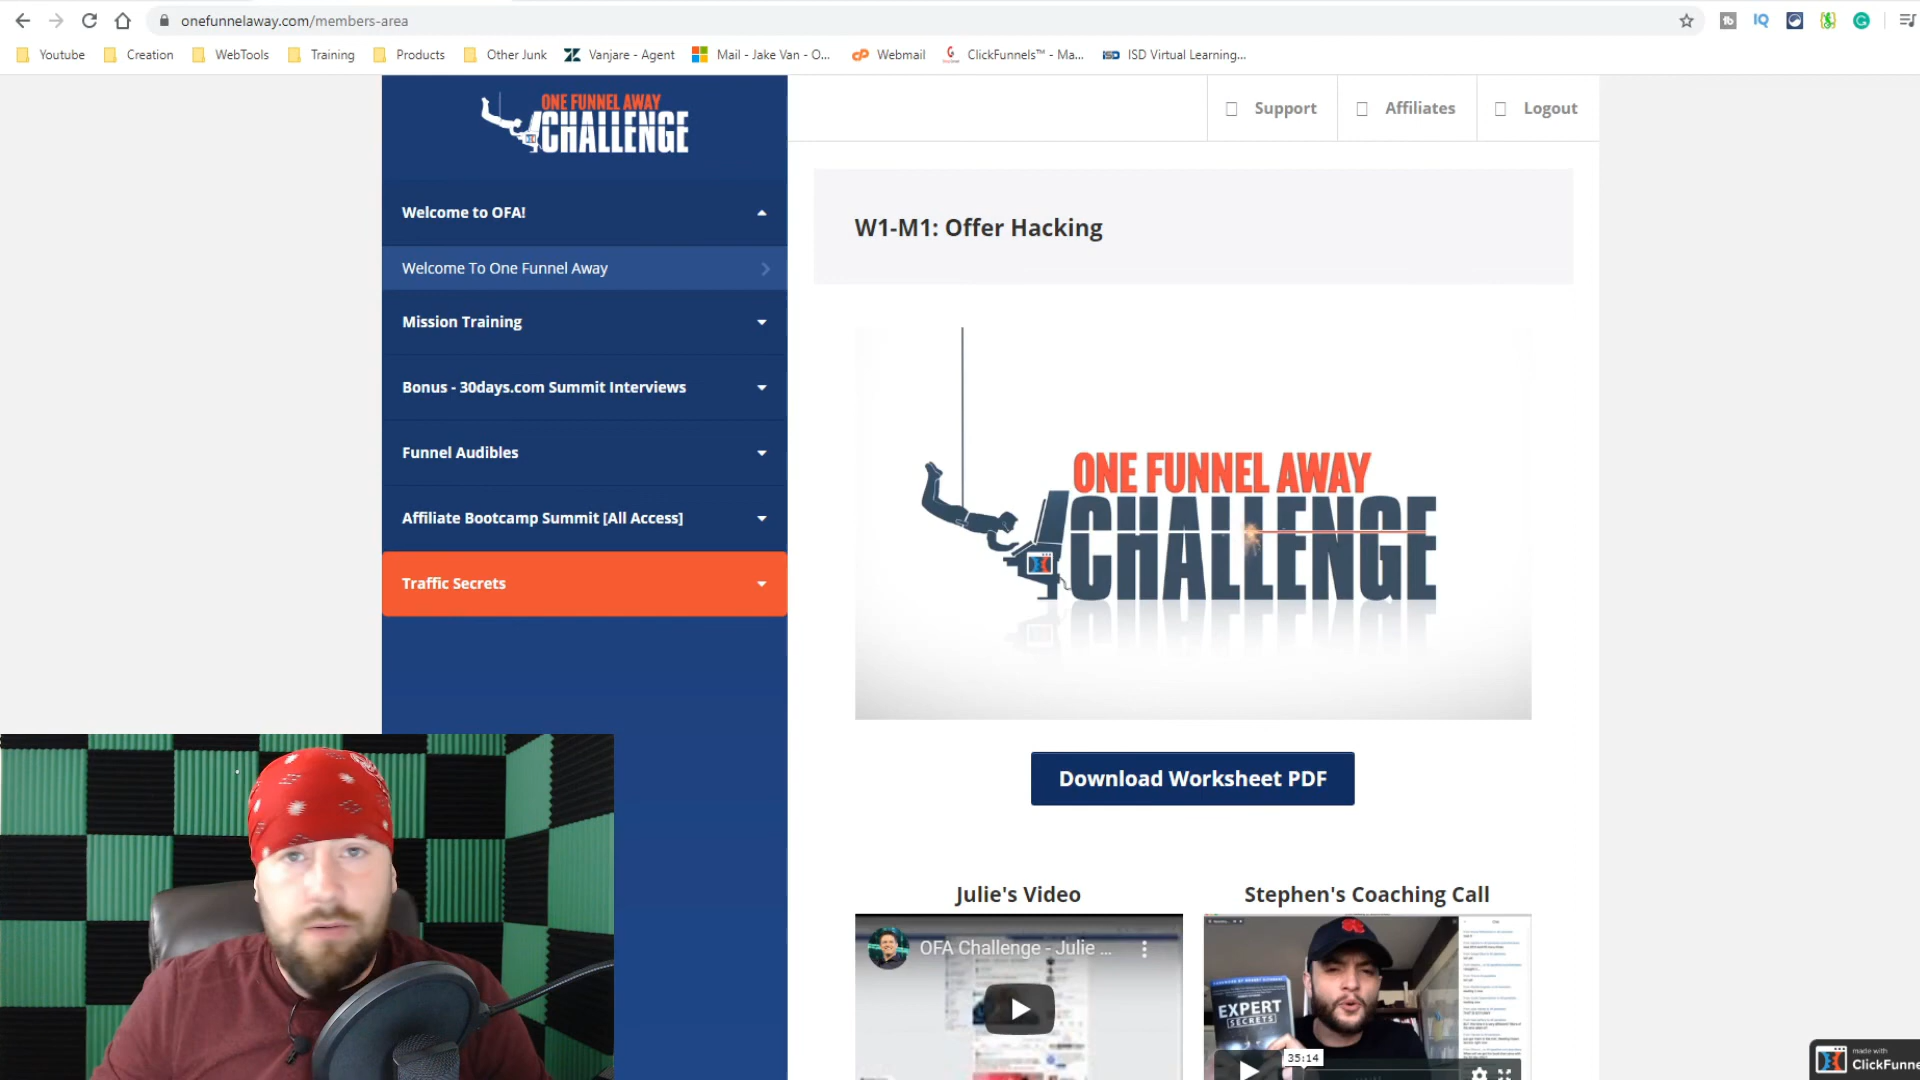 onefunnelaway.com/members-area
Youtube
Creation
WebTools
Training
Products
Other Junk
Vanjare - Agent
Mail - Jake Van - O...
Webmail
ClickFunnels™ - Ma...
ISD Virtual Learning...
ONE FUNNEL AWAY
CHALLENGE
Support
Affiliates
Logout
Welcome to OFA!
Welcome To One Funnel Away
Mission Training
Bonus - 30days.com Summit Interviews
Funnel Audibles
Affiliate Bootcamp Summit [All Access]
Traffic Secrets
W1-M1: Offer Hacking
ONE FUNNEL AWAY
CHALLENGE
Download Worksheet PDF
Julie's Video
Stephen's Coaching Call
OFA Challenge - Julie ...
EXPERT
SECRETS
35:14
made with
ClickFunne